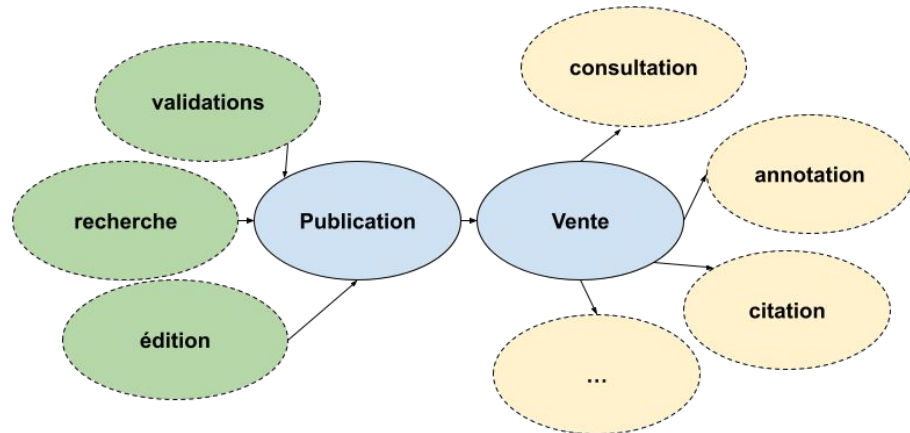 validations
recherche
édition
Publication
Vente
consultation
annotation
citation
...